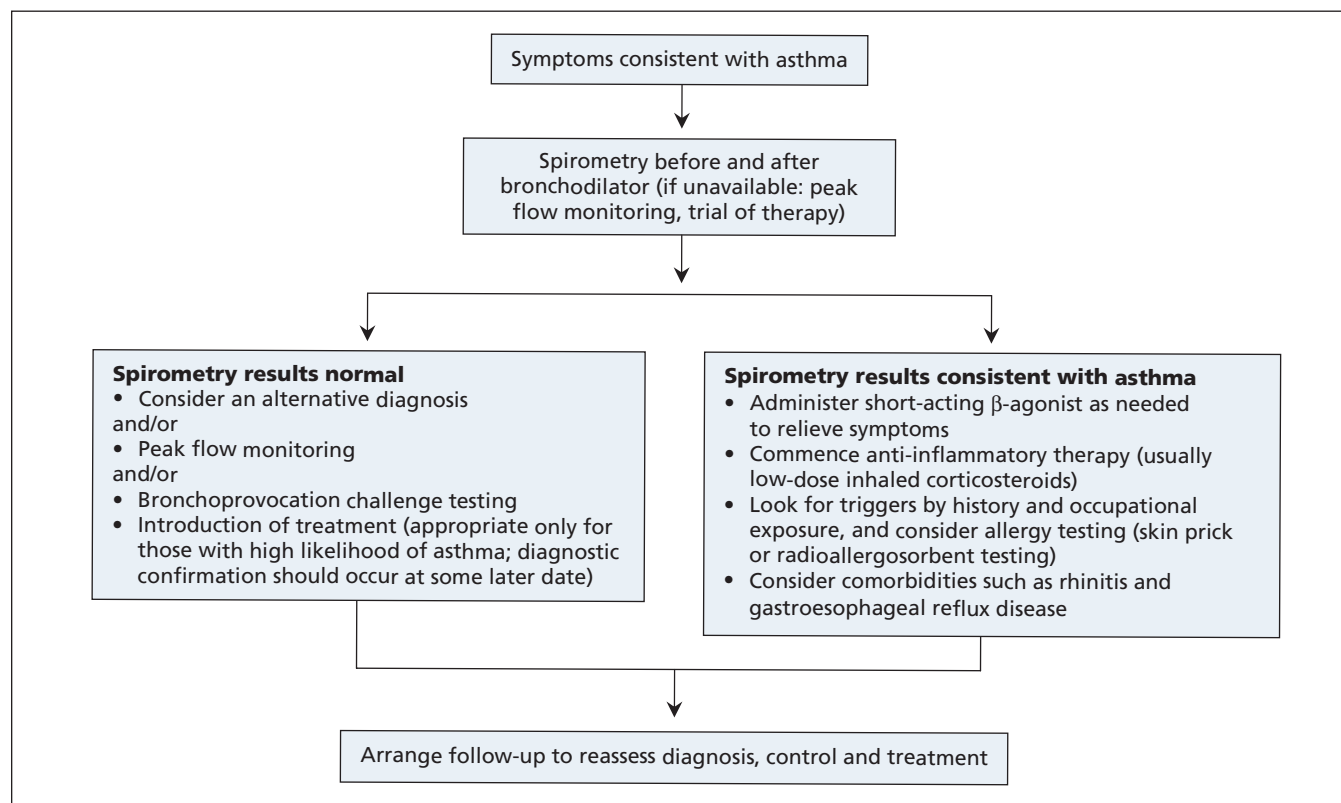 Symptoms consistent with asthma
Spirometry before and after
bronchodilator (if unavailable: peak
flow monitoring, trial of therapy)
Spirometry results normal
• Consider an alternative diagnosis
and/or
• Peak flow monitoring
and/or
• Bronchoprovocation challenge testing
• Introduction of treatment (appropriate only for
those with high likelihood of asthma; diagnostic
confirmation should occur at some later date)
Spirometry results consistent with asthma
• Administer short-acting β-agonist as needed
to relieve symptoms
• Commence anti-inflammatory therapy (usually
low-dose inhaled corticosteroids)
• Look for triggers by history and occupational
exposure, and consider allergy testing (skin prick
or radioallergosorbent testing)
• Consider comorbidities such as rhinitis and
gastroesophageal reflux disease
Arrange follow-up to reassess diagnosis, control and treatment